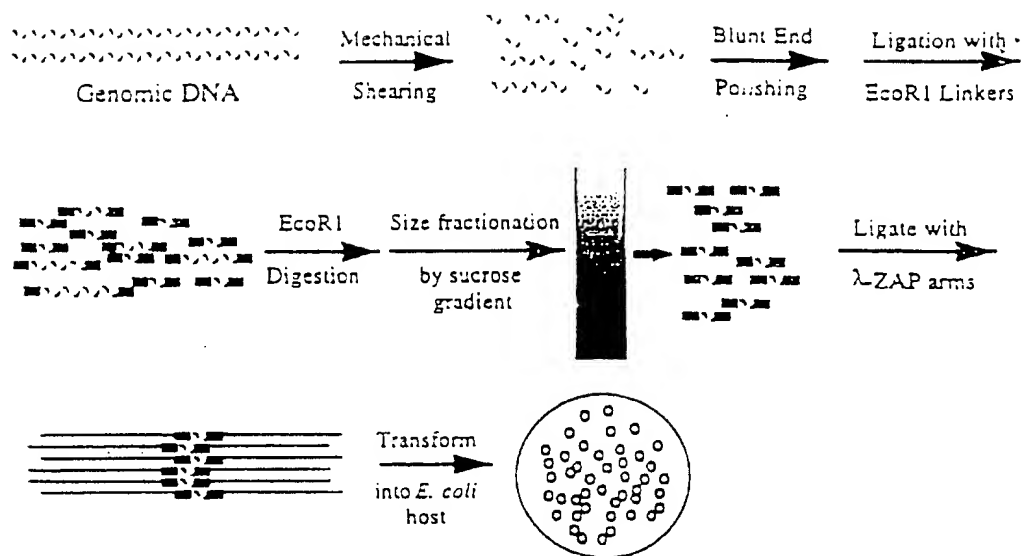 Mechanical
Shearing
Genomic DNA
Blunt End
Polishing
Ligation with
EcoR1 Linkers
EcoR1
Digestion
Size fractionation
by sucrose
gradient
Ligate with
λ-ZAP arms
Transform
into E. coli
host